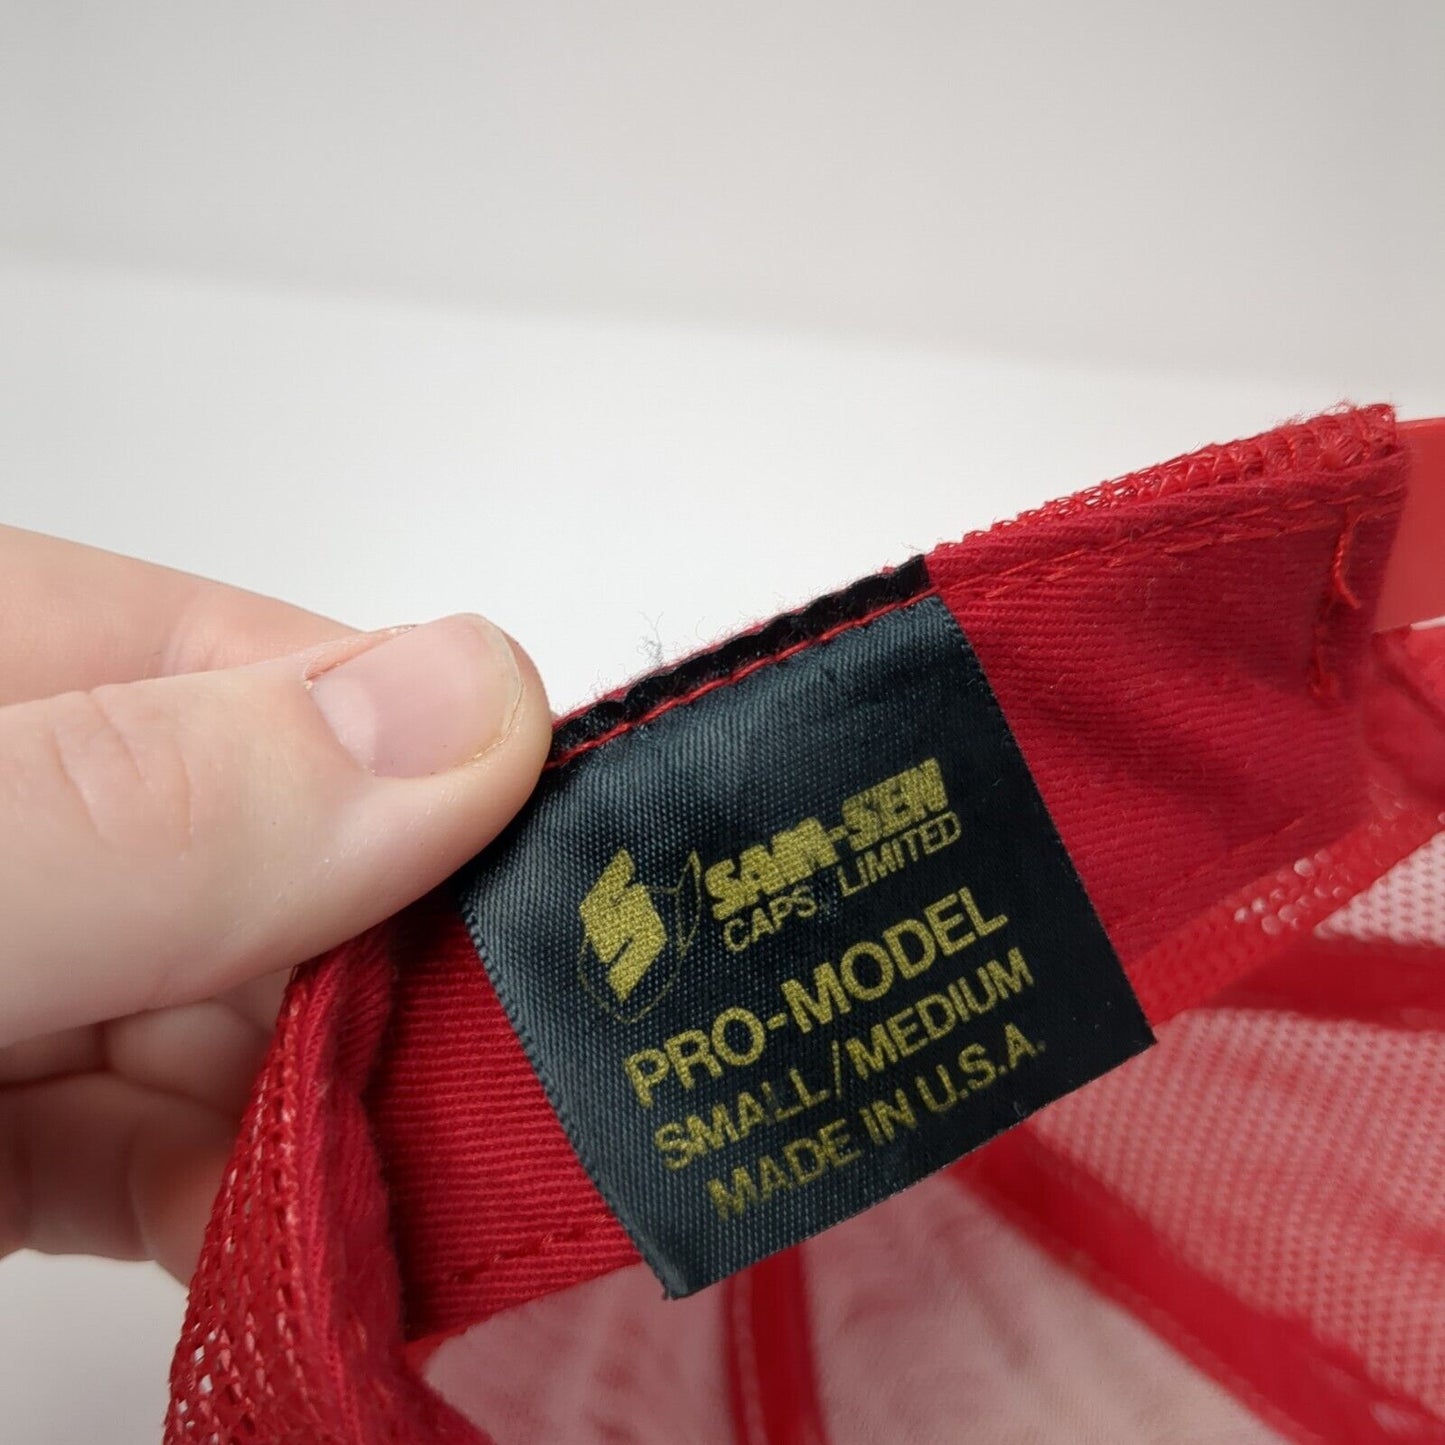 S
SAM-SEN
CAPS, LIMITED
PRO-MODEL
SMALL/MEDIUM
MADE IN U.S.A.